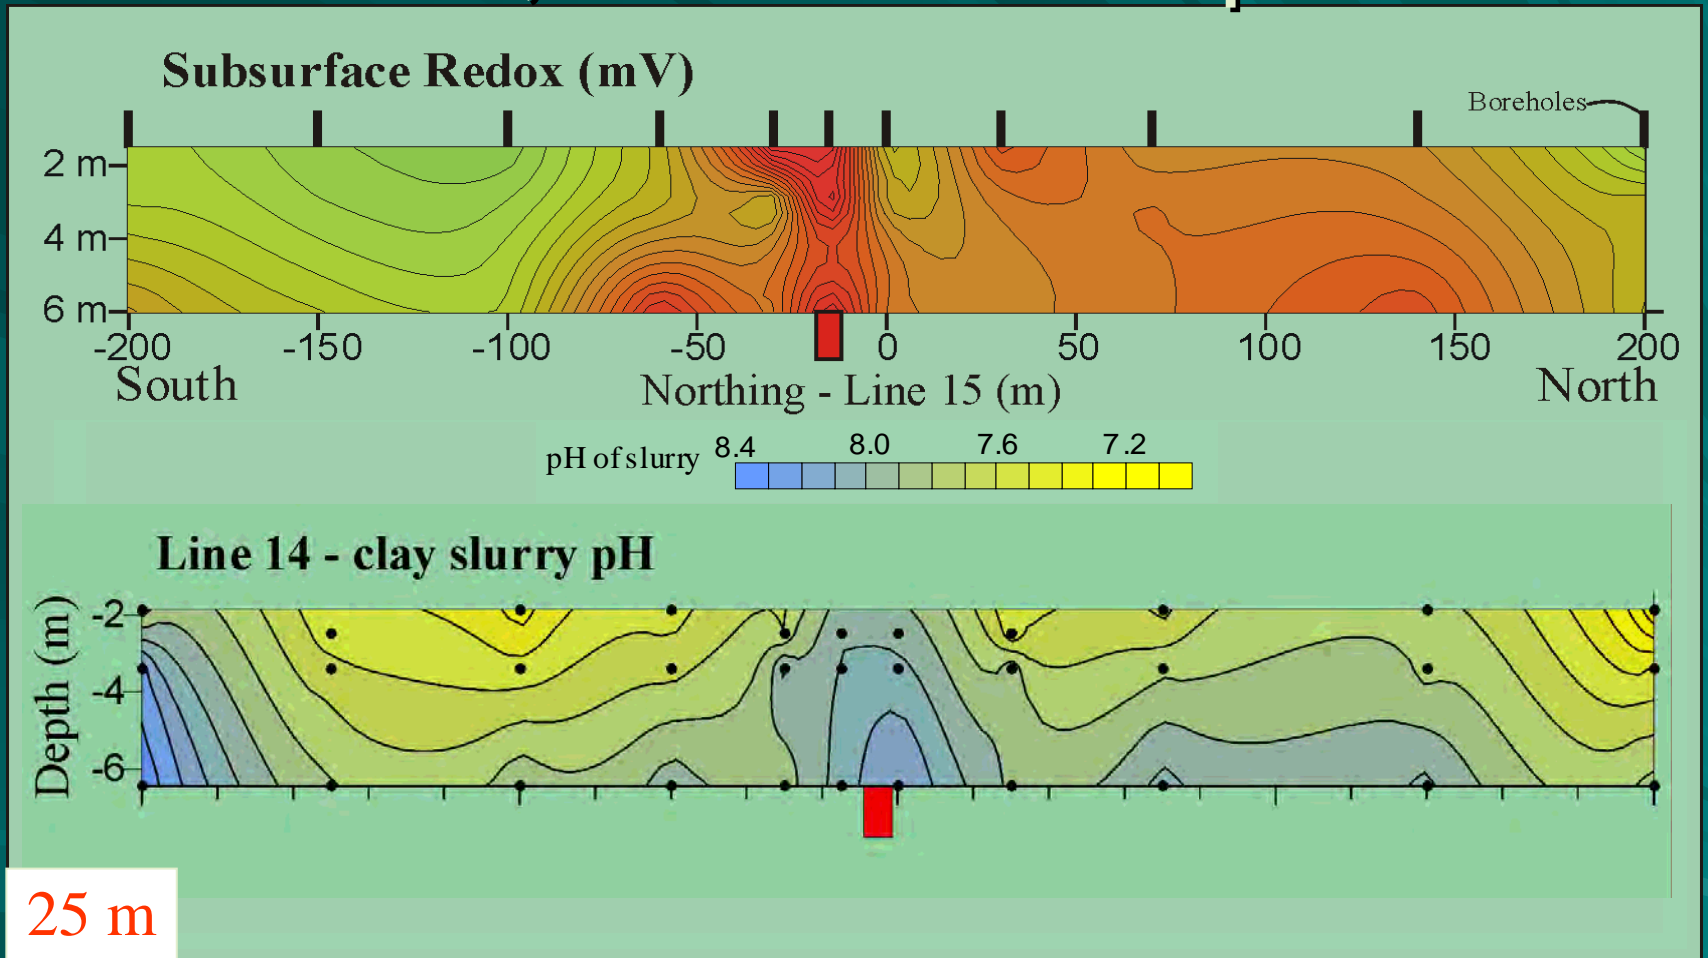 Subsurface Redox (mV)
Boreholes
2 m
4 m
6 m
-200 -150 -100 -50 0 50 100 150 200
South Northing - Line 15 (m) North
pH of slurry 8.4 8.0 7.6 7.2
Line 14 - clay slurry pH
Depth (m)
-2
-4
-6
25 m